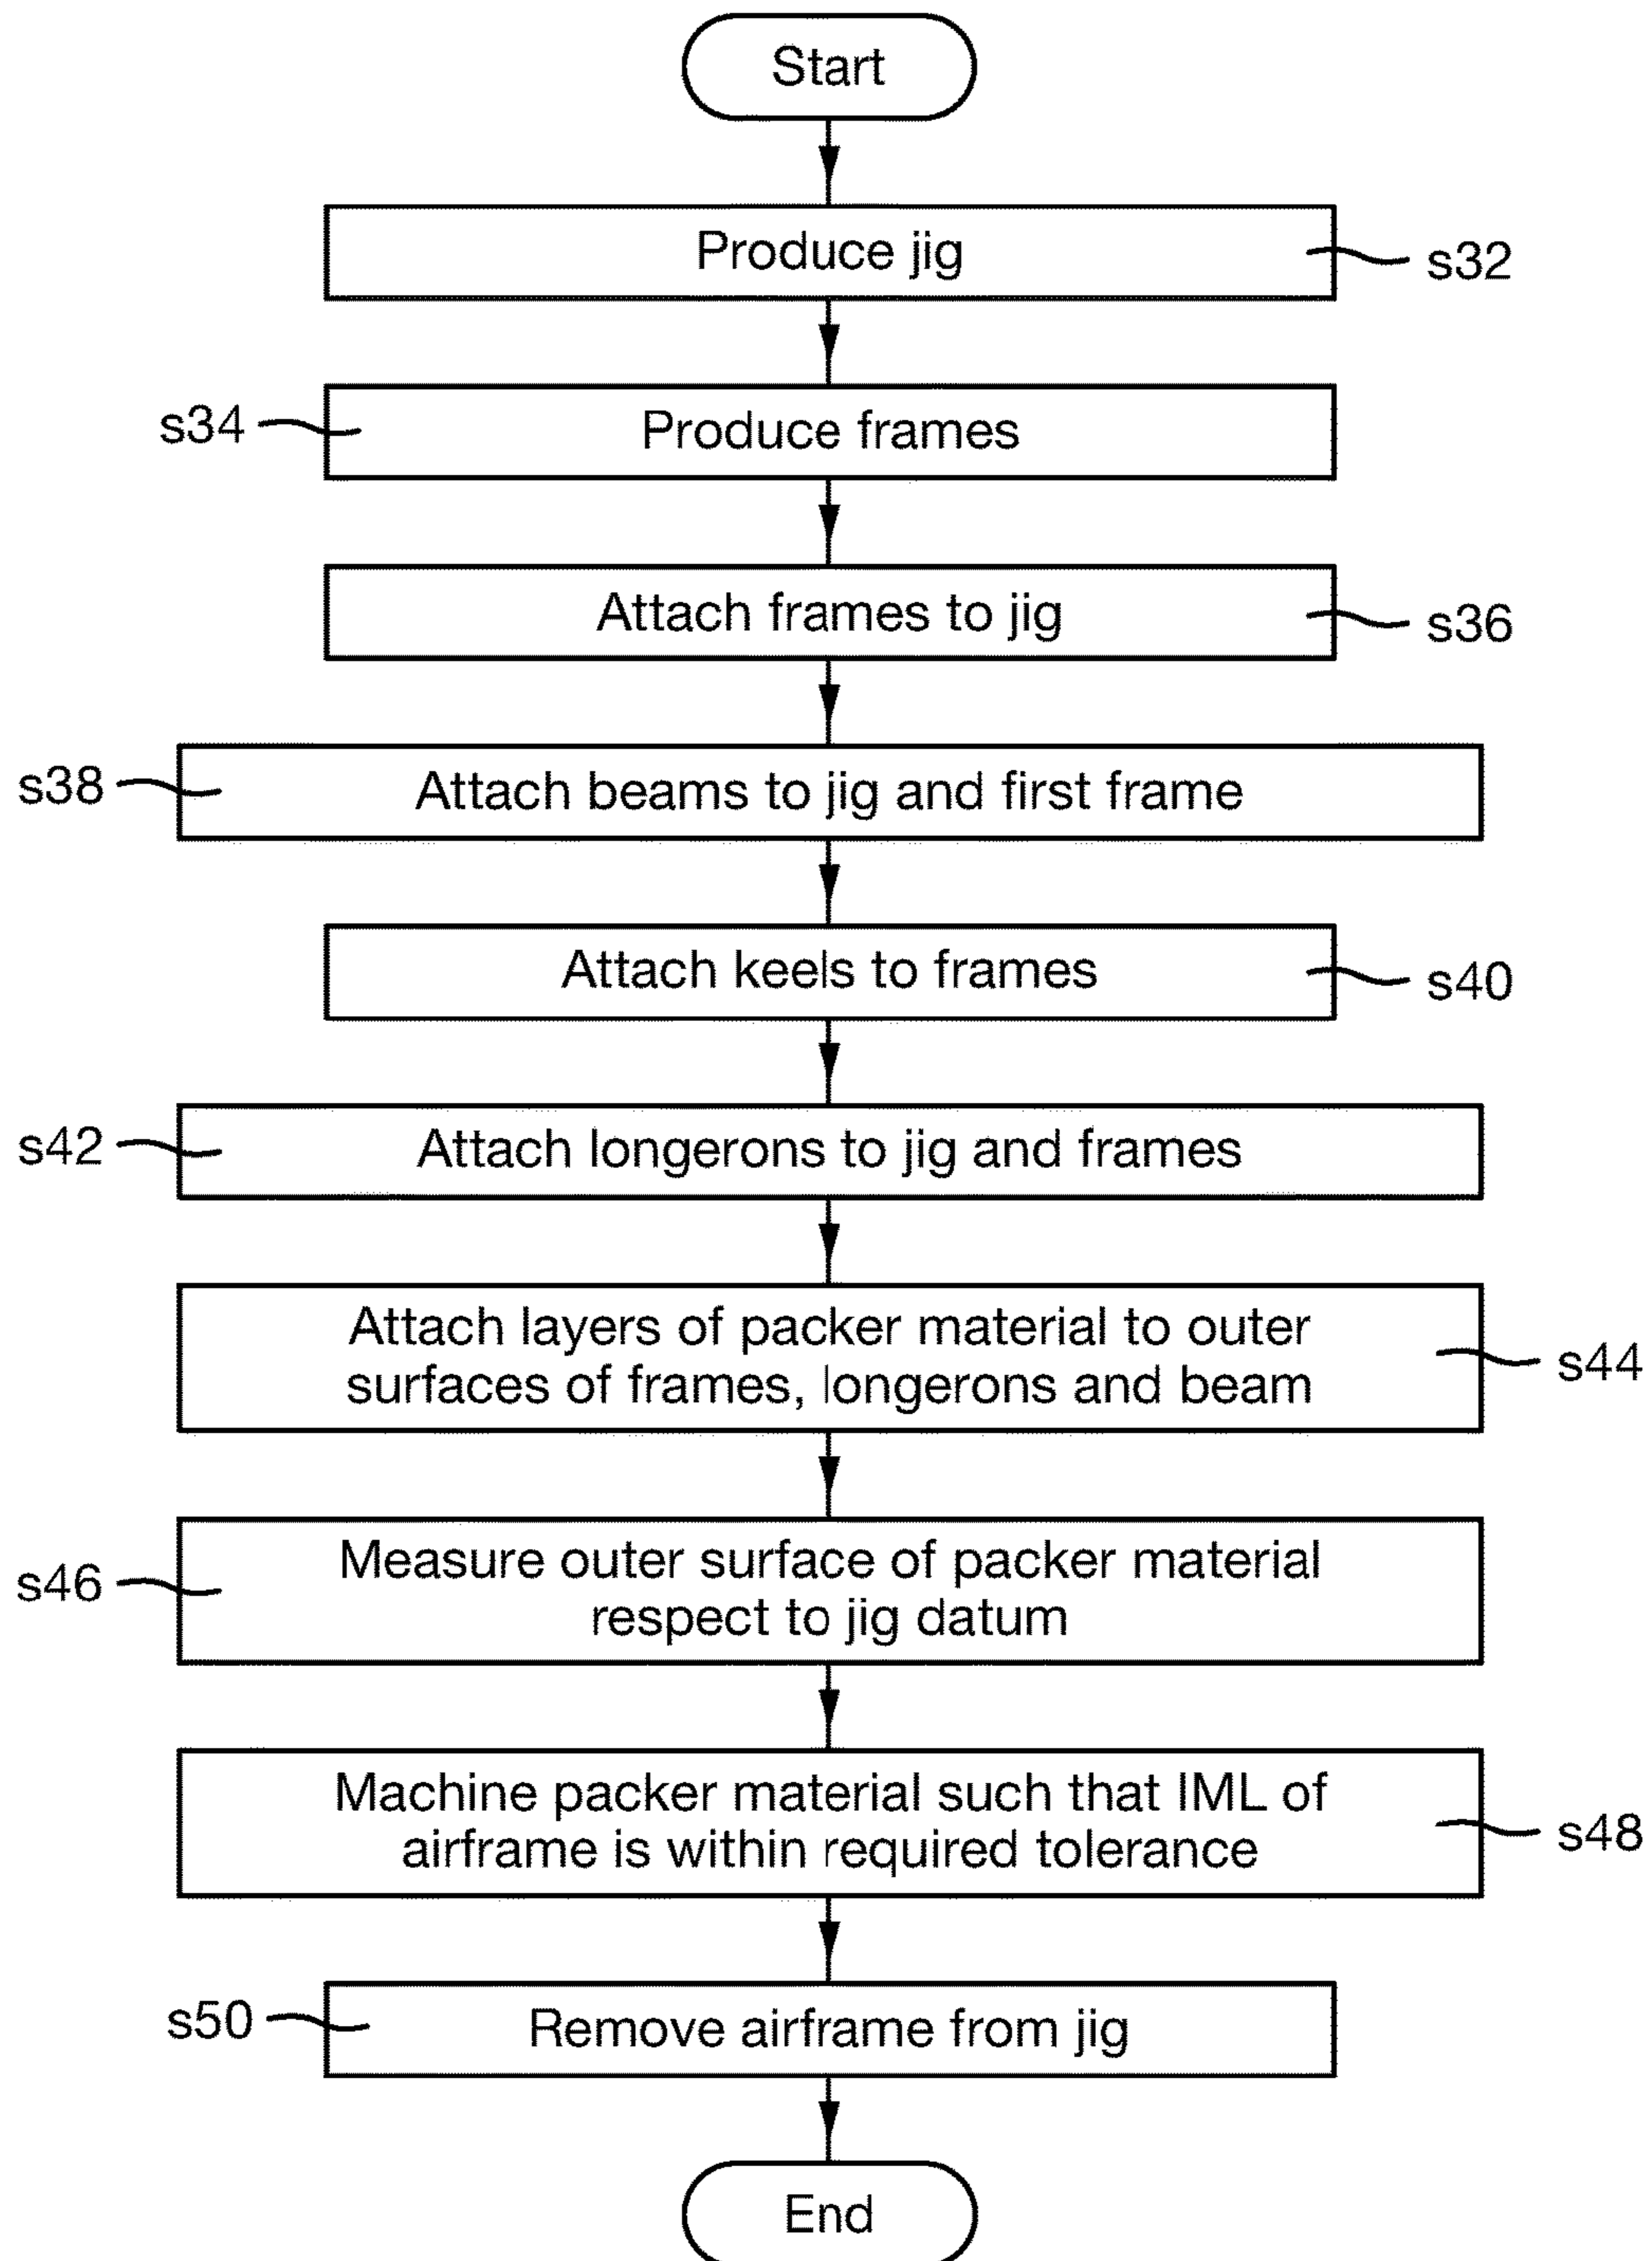 Start
Produce jig
s32
s34
Produce frames
Attach frames to jig
s36
s38
Attach beams to jig and first frame
Attach keels to frames
s40
s42
Attach longerons to jig and frames
Attach layers of packer material to outer
surfaces of frames, longerons and beam
s44
s46
Measure outer surface of packer material
respect to jig datum
Machine packer material such that IML of
airframe is within required tolerance
s48
s50
Remove airframe from jig
End